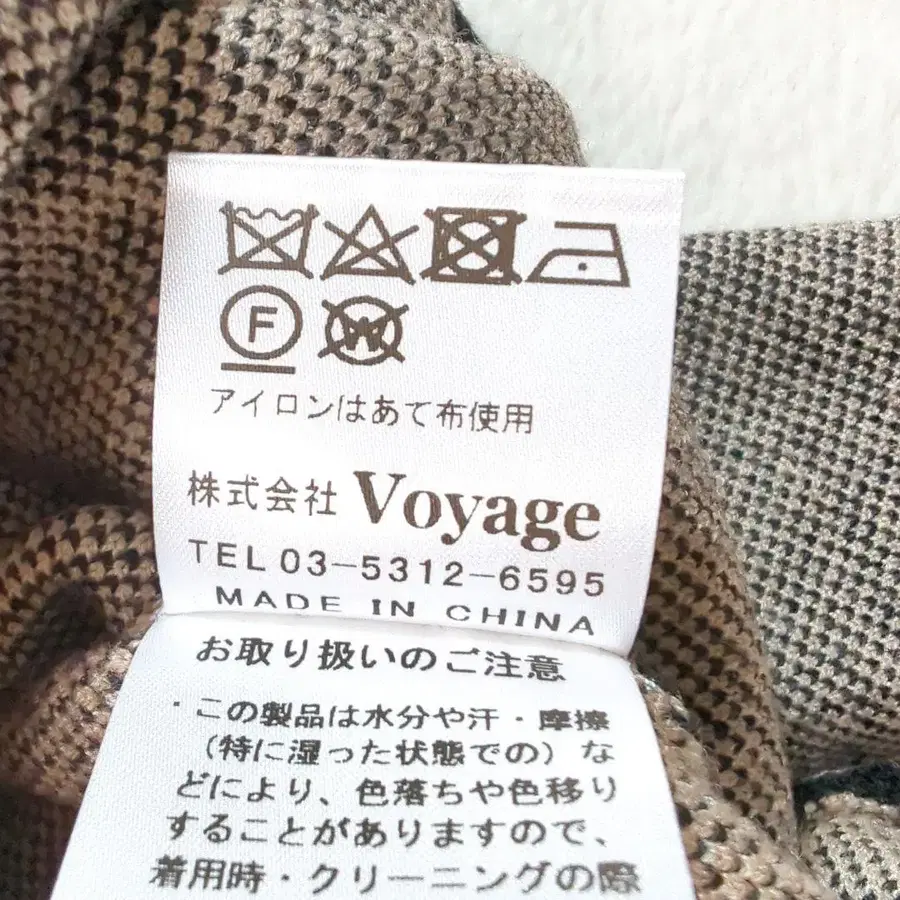 F W
アイロンはあて布使用
株式会社 Voyage
TEL 03-5312-6595
MADE IN CHINA
お取り扱いのご注意
・この製品は水分や汗・摩擦
(特に湿った状態での)な
どにより、色落ちや色移り
することがありますので、
着用時・クリーニングの際